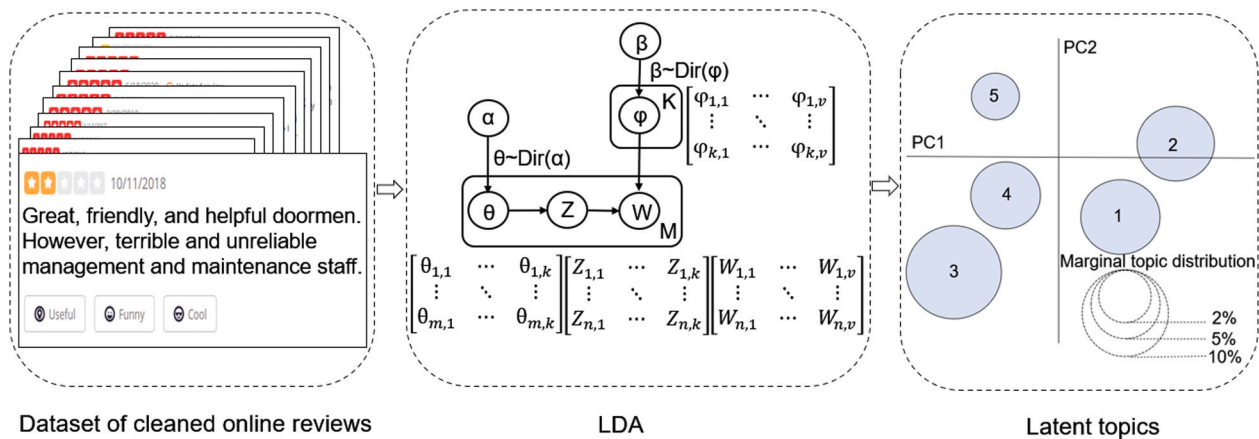 10/11/2018
Great, friendly, and helpful doormen.
However, terrible and unreliable
management and maintenance staff.
Useful
Funny
Cool
Dataset of cleaned online reviews
β
β~Dir(φ)
K
φ
α
θ~Dir(α)
θ
Z
W
M
φ1,1 ⋯ φ1,v
⋮ ⋱ ⋮
φk,1 ⋯ φk,v
θ1,1 ⋯ θ1,k Z1,1 ⋯ Z1,k W1,1 ⋯ W1,v
⋮ ⋱ ⋮ ⋮ ⋱ ⋮ ⋮ ⋱ ⋮
θm,1 ⋯ θm,k Zn,1 ⋯ Zn,k Wn,1 ⋯ Wn,v
LDA
PC2
5
2
PC1
4
1
3
Marginal topic distribution
2%
5%
10%
Latent topics